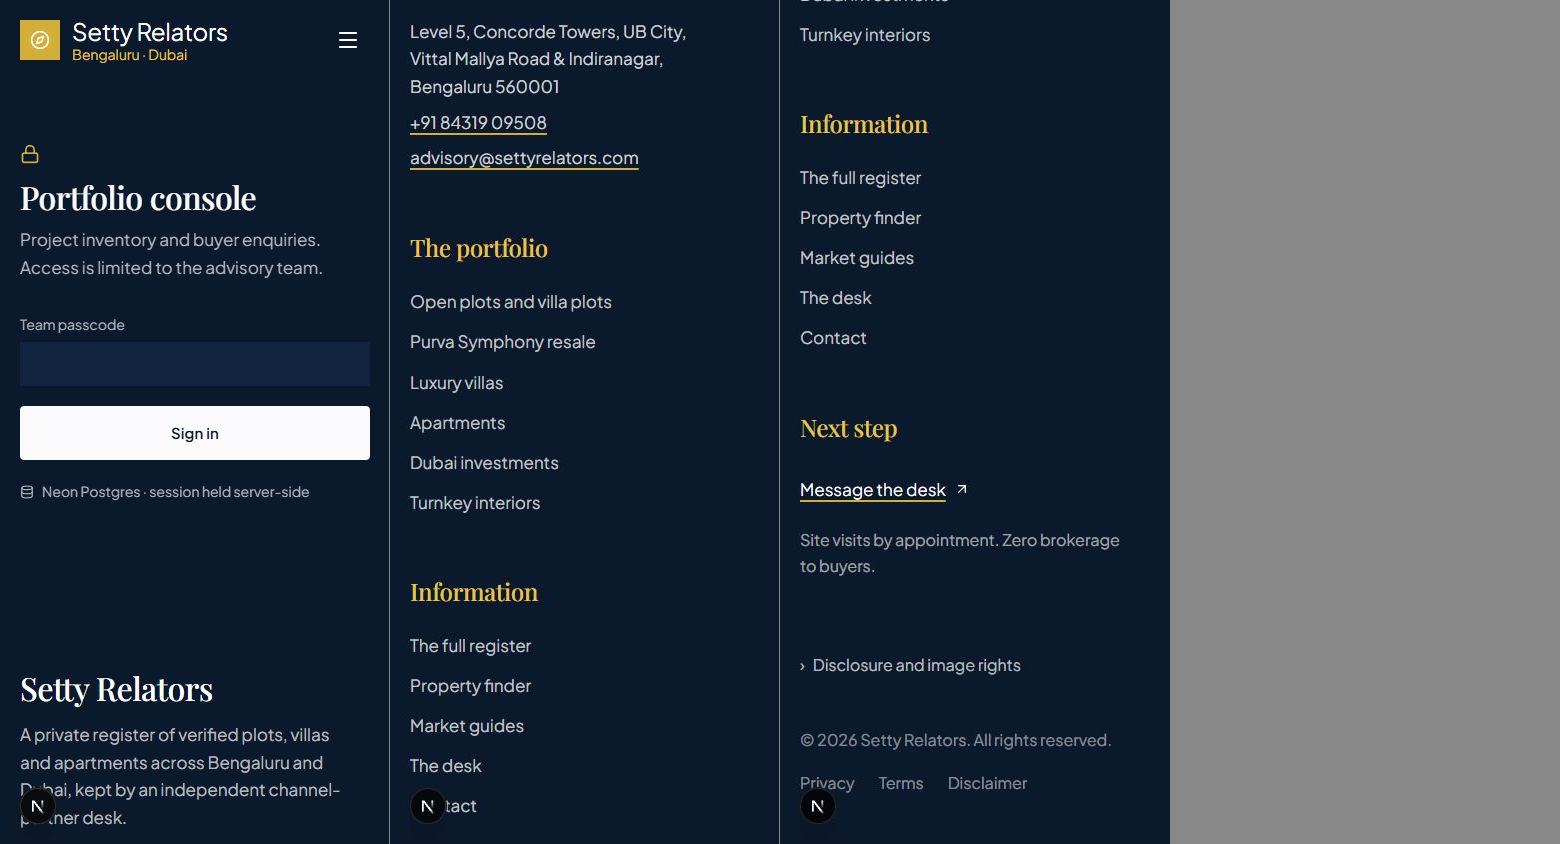 Setty Relators
Bengaluru · Dubai
Portfolio console
Project inventory and buyer enquiries.
Access is limited to the advisory team.
Team passcode
Sign in
Neon Postgres · session held server-side
Setty Relators
A private register of verified plots, villas
and apartments across Bengaluru and
kept by an independent channel-
desk.
N
Level 5, Concorde Towers, UB City,
Vittal Mallya Road & Indiranagar,
Bengaluru 560001
+91 84319 09508
advisory@settyrelators.com
The portfolio
Open plots and villa plots
Purva Symphony resale
Luxury villas
Apartments
Dubai investments
Turnkey interiors
Information
The full register
Property finder
Market guides
The desk
N
Turnkey interiors
Information
The full register
Property finder
Market guides
The desk
Contact
Next step
Message the desk
Site visits by appointment. Zero brokerage
to buyers.
› Disclosure and image rights
© 2026 Setty Relators. All rights reserved.
Privacy Terms Disclaimer
N